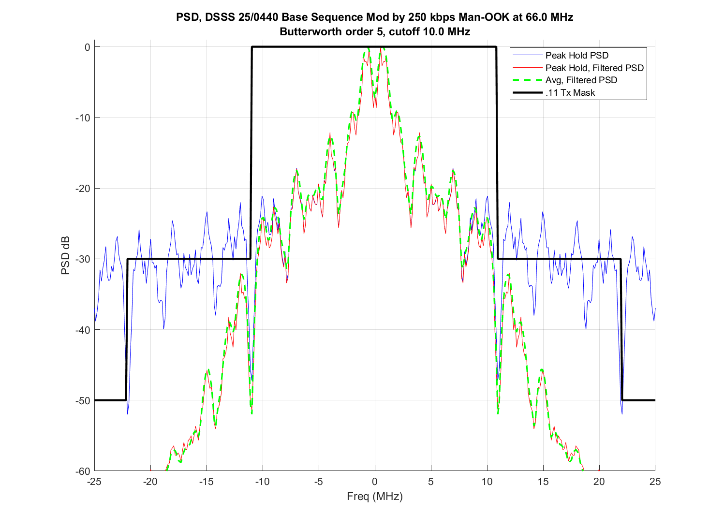 PSD, DSSS 25/0440 Base Sequence Mod by 250 kbps Man-OOK at 66.0 MHz
Butterworth order 5, cutoff 10.0 MHz
Peak Hold PSD
Peak Hold, Filtered PSD
Avg, Filtered PSD
.11 Tx Mask
PSD dB
0
-10
-20
-30
-40
-50
-60
-25
-20
-15
-10
-5
0
5
10
15
20
25
Freq (MHz)